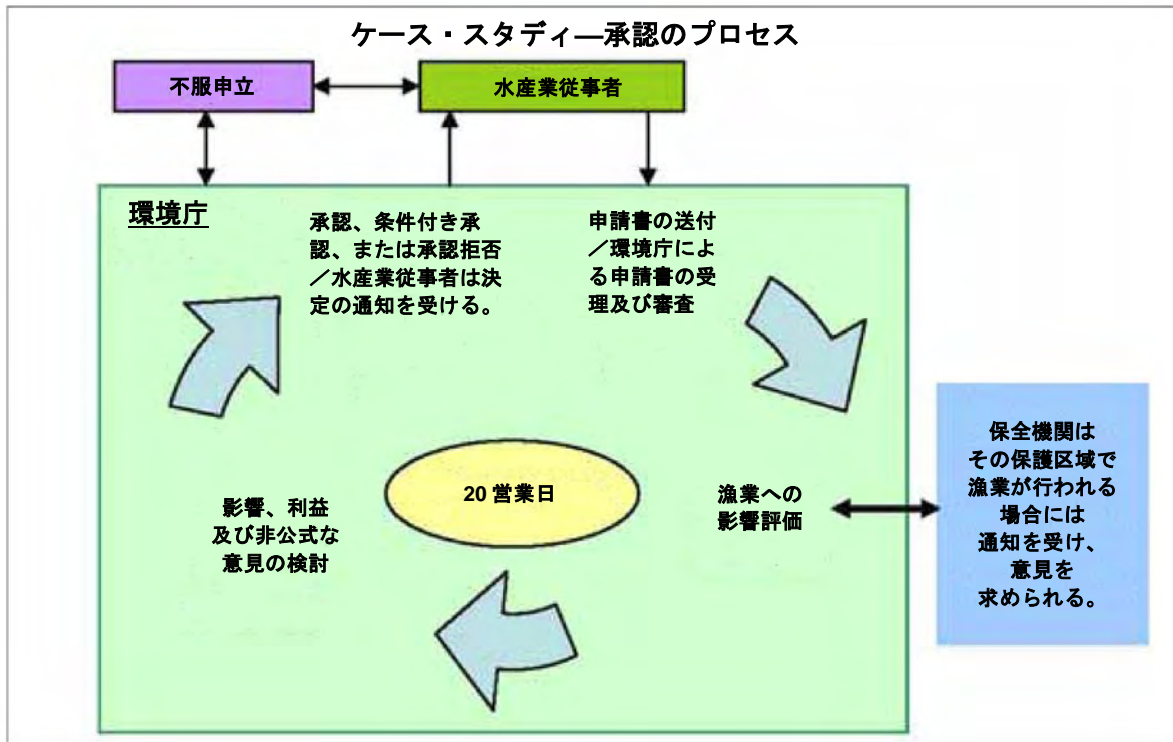 ケース・スタディ―承認のプロセス
不服申立
水産業従事者
環境庁
承認、条件付き承
認、または承認拒否
／水産業従事者は決
定の通知を受ける。
申請書の送付
／環境庁によ
る申請書の受
理及び審査
保全機関は
その保護区域で
漁業が行われる
場合には
通知を受け、
意見を
求められる。
20 営業日
漁業への
影響評価
影響、利益
及び非公式な
意見の検討